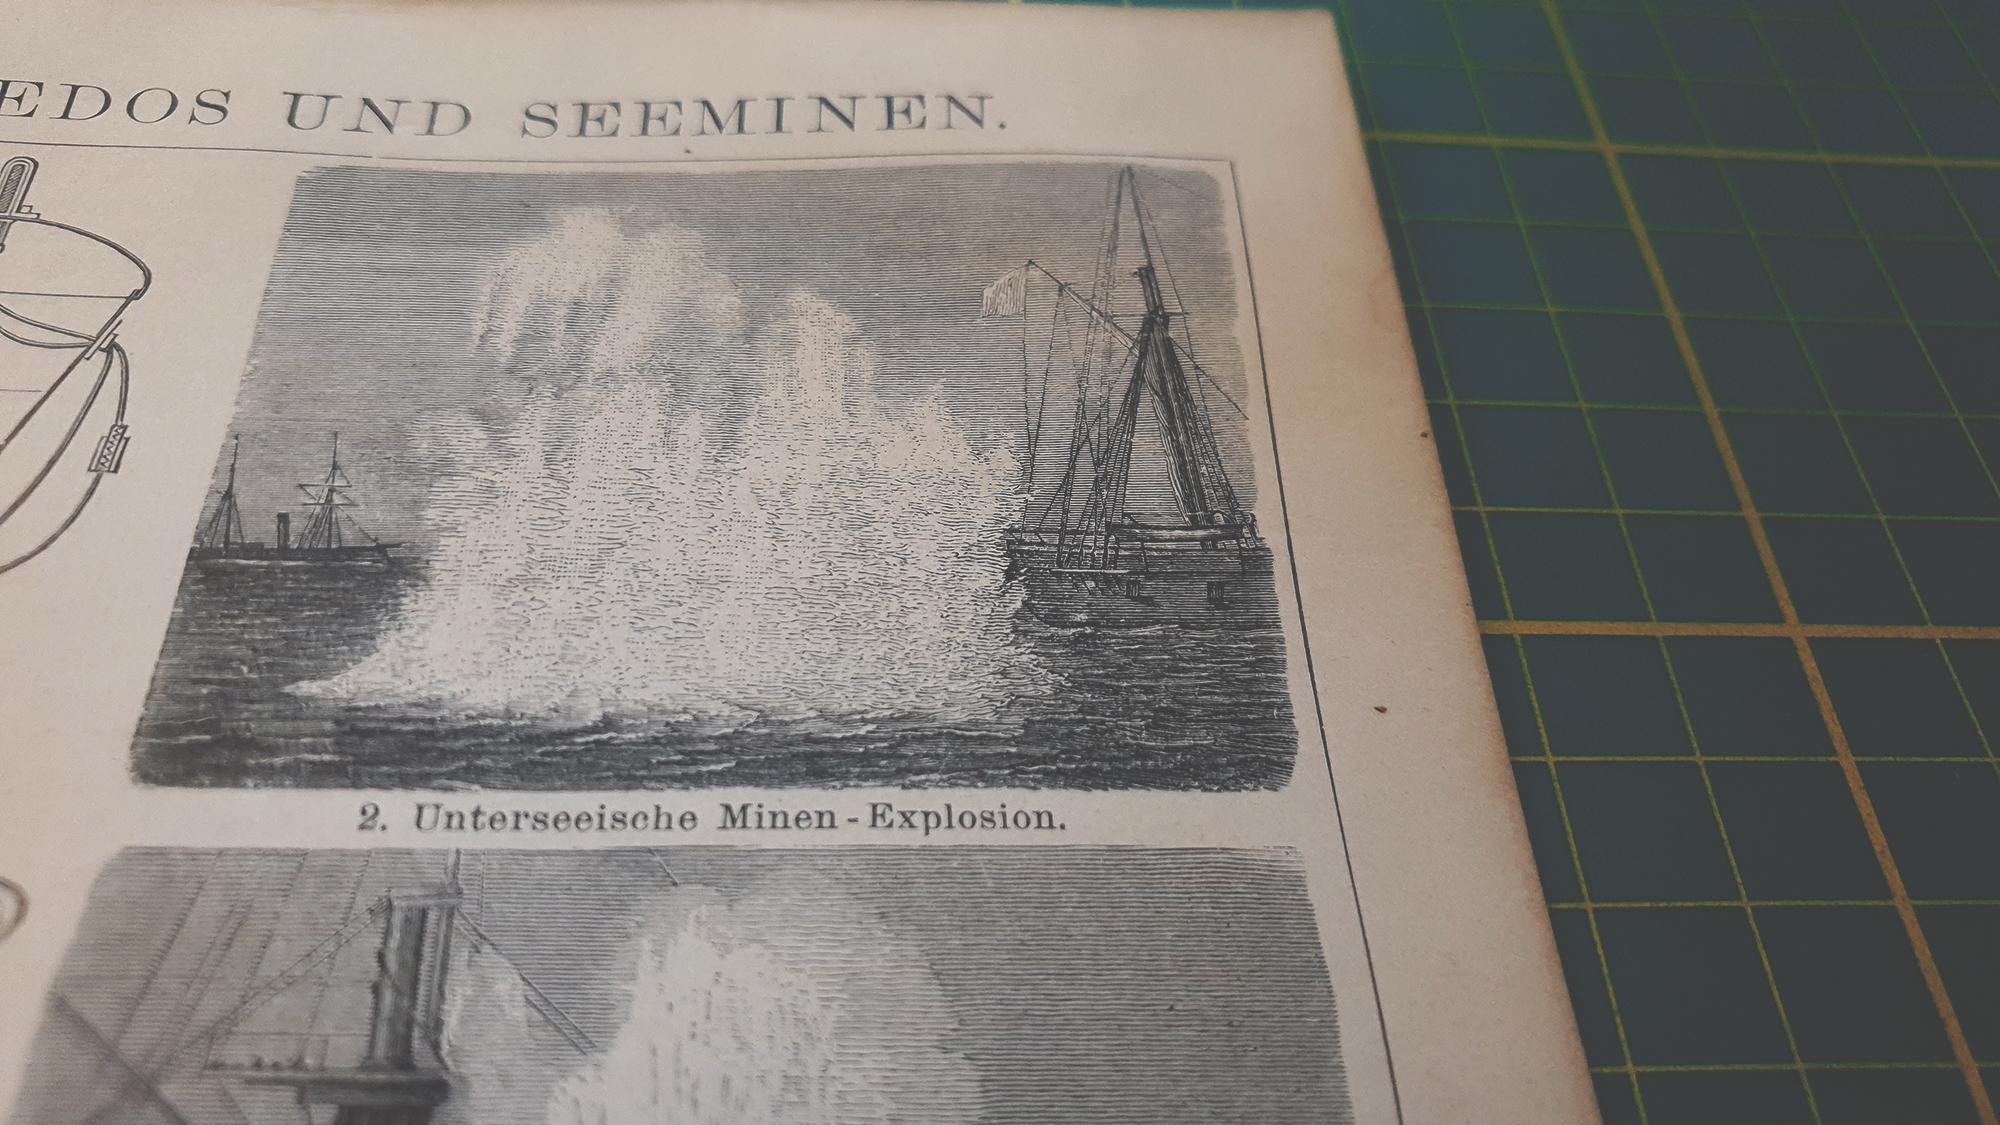 EDOS UND SEEMINEN.
2. Unterseeische Minen-Explosion.